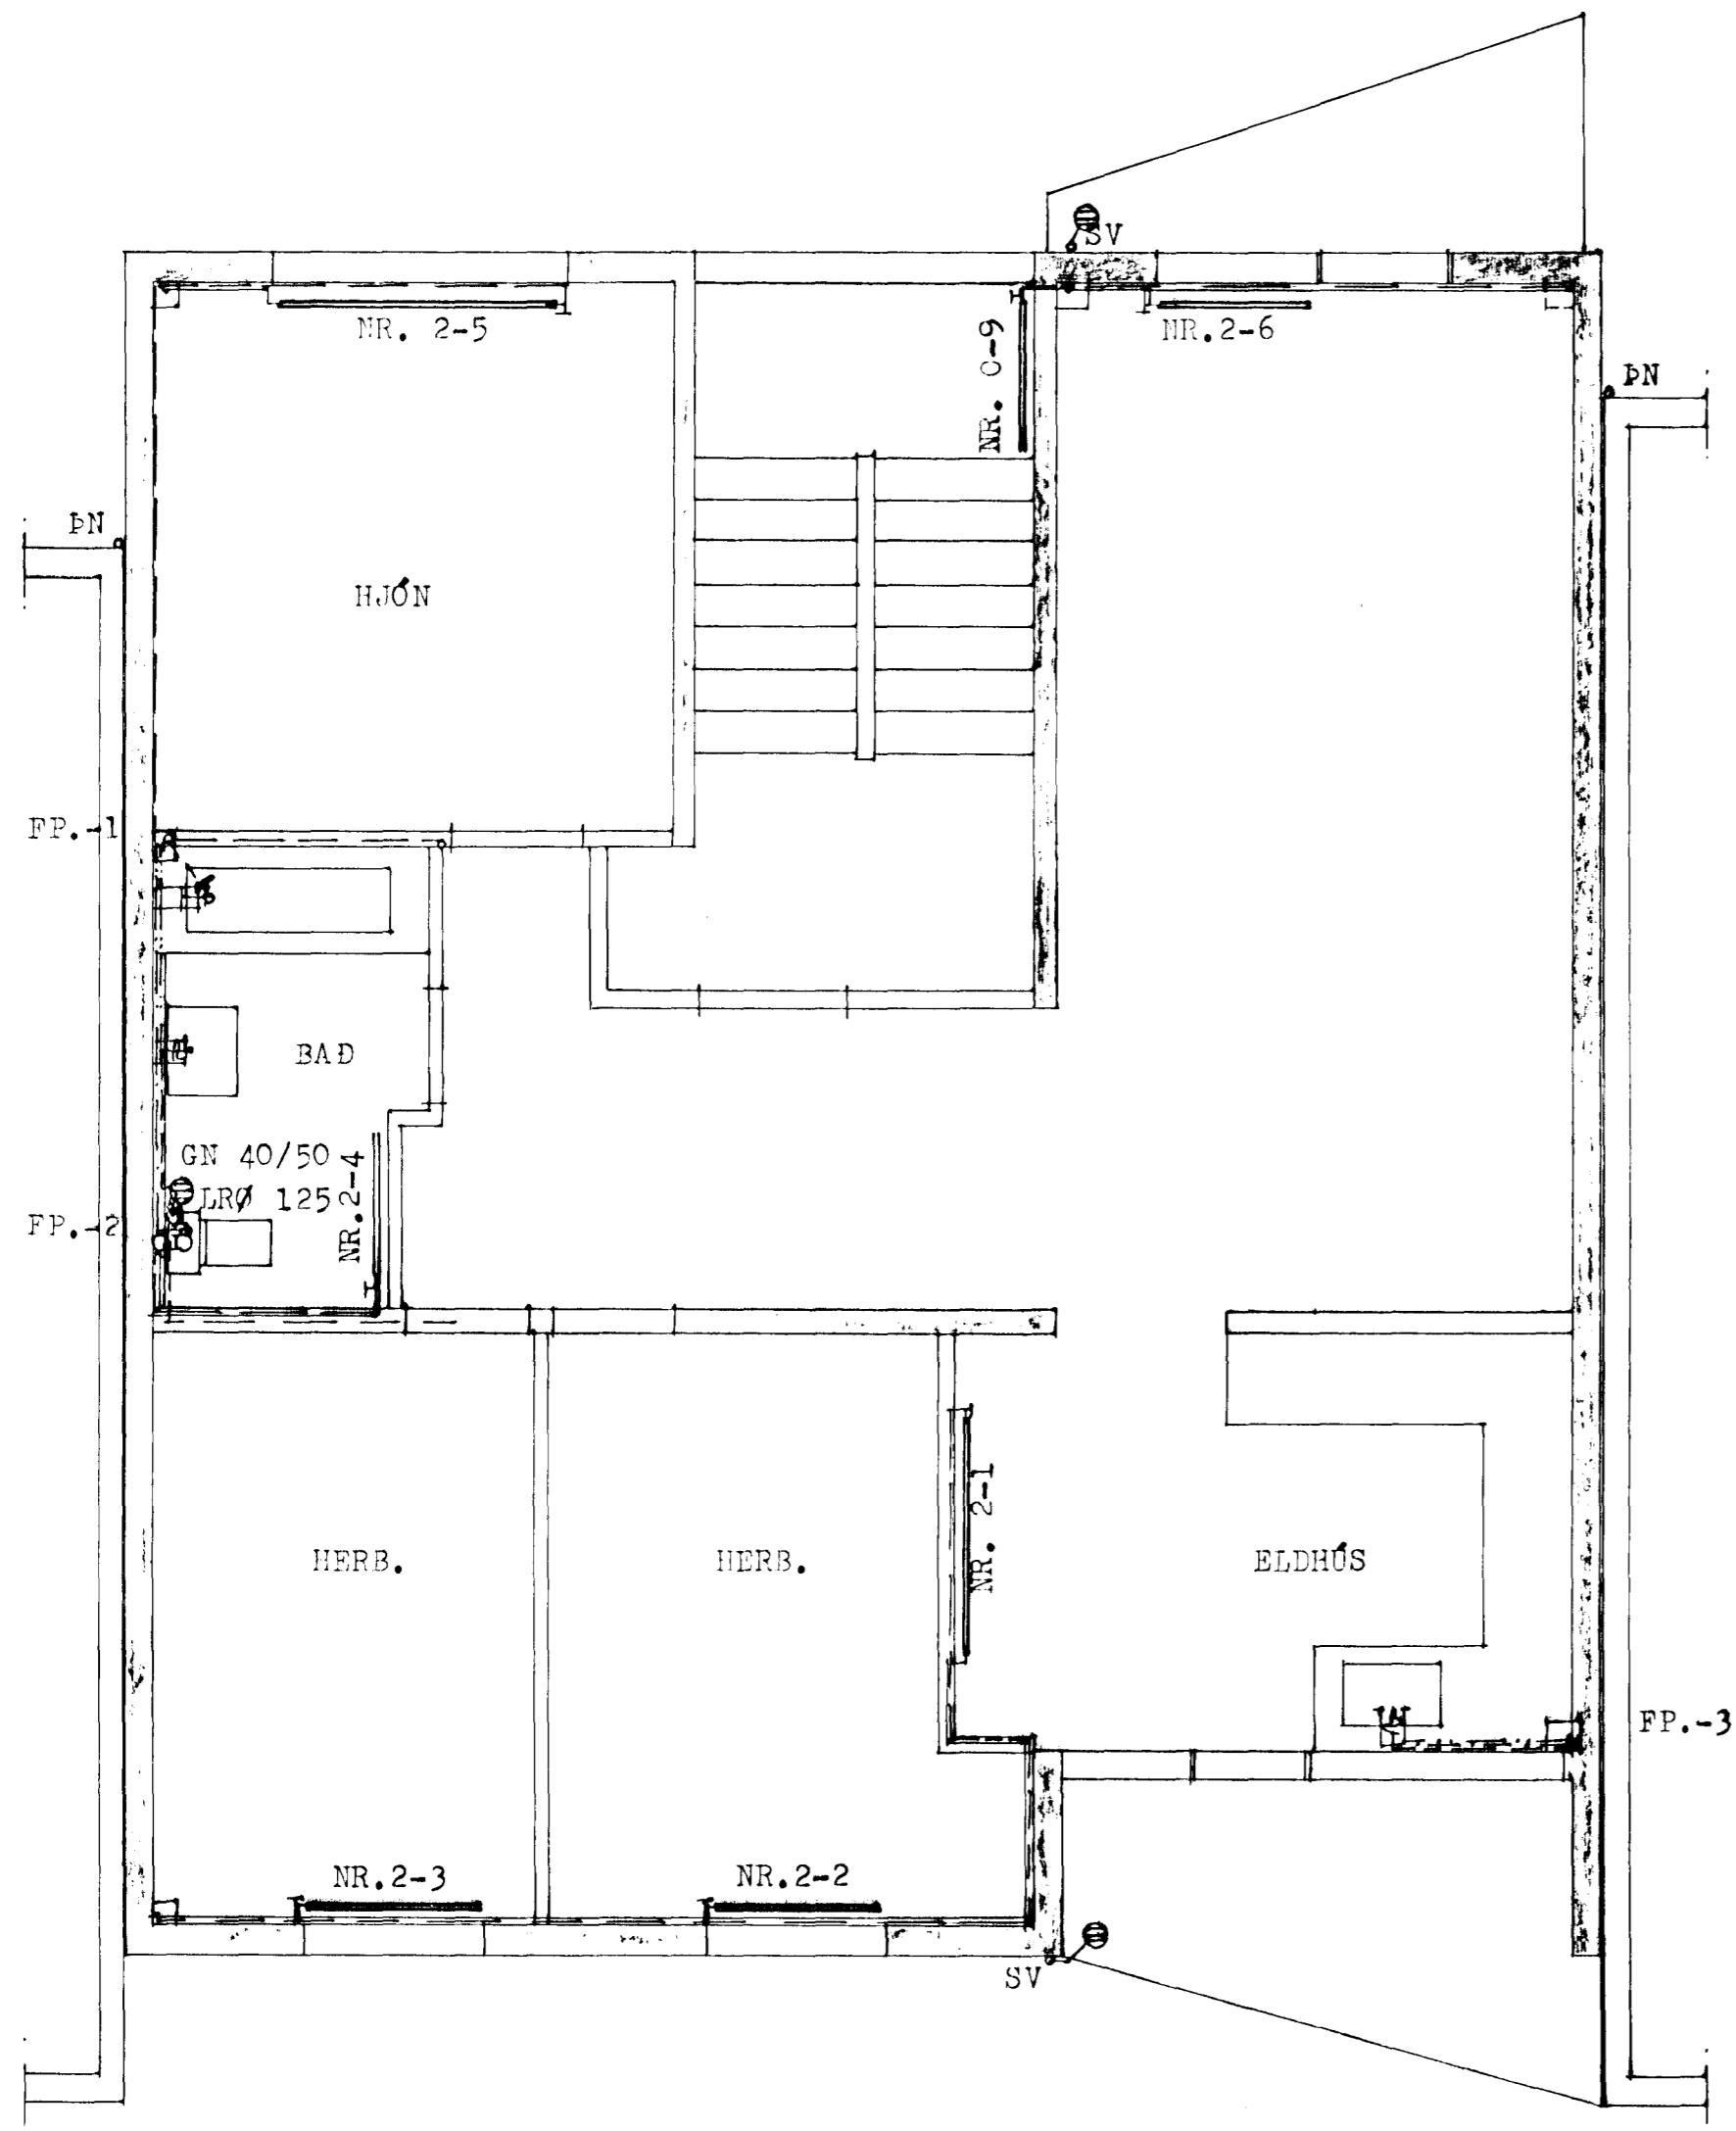 SV
NR. 2-5
NR. 0-9
NR.2-6
ÞN
ÞN
HJÓN
FP.-1
BAÐ
GN 40/50
LRØ 125
NR.2-4
FP.-2
NR. 2-1
HERB.
HERB.
ELDHÚS
FP.-3
NR.2-3
NR.2-2
SV